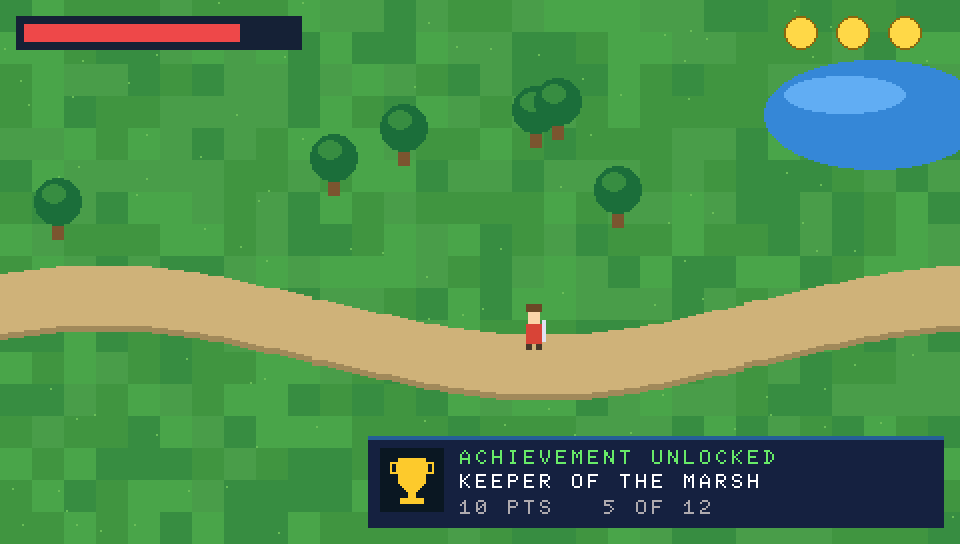 ACHIEVEMENT UNLOCKED
KEEPER OF THE MARSH
10 PTS 5 OF 12